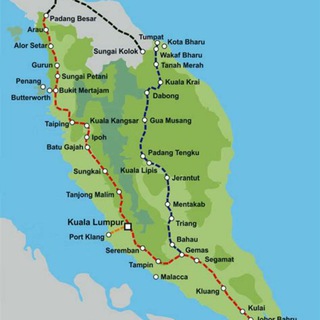 Padang Besar
Arau
Tumpat
Kota Bharu
Alor Setar
Sungai Kolok
Wakaf Bharu
Tanah Merah
Gurun
Sungai Petani
Kuala Krai
Penang
Bukit Mertajam
Butterworth
Dabong
Taiping
Kuala Kangsar
Gua Musang
Ipoh
Batu Gajah
Padang Tengku
Sungkai
Kuala Lipis
Jerantut
Tanjong Malim
Mentakab
Kuala Lumpur
Triang
Port Klang
Bahau
Seremban
Gemas
Tampin
Segamat
Malacca
Kluang
Kulai
Johor Bahru